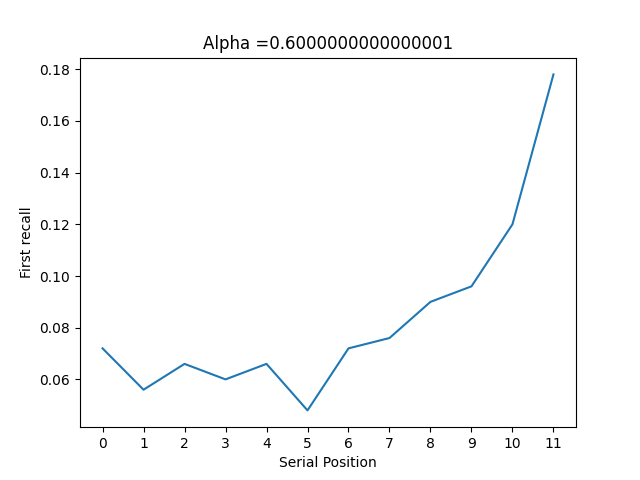 Alpha =0.6000000000000001
0.18
0.16
0.14
0.12
0.10
0.08
0.06
First recall
0 1 2 3 4 5 6 7 8 9 10 11
Serial Position